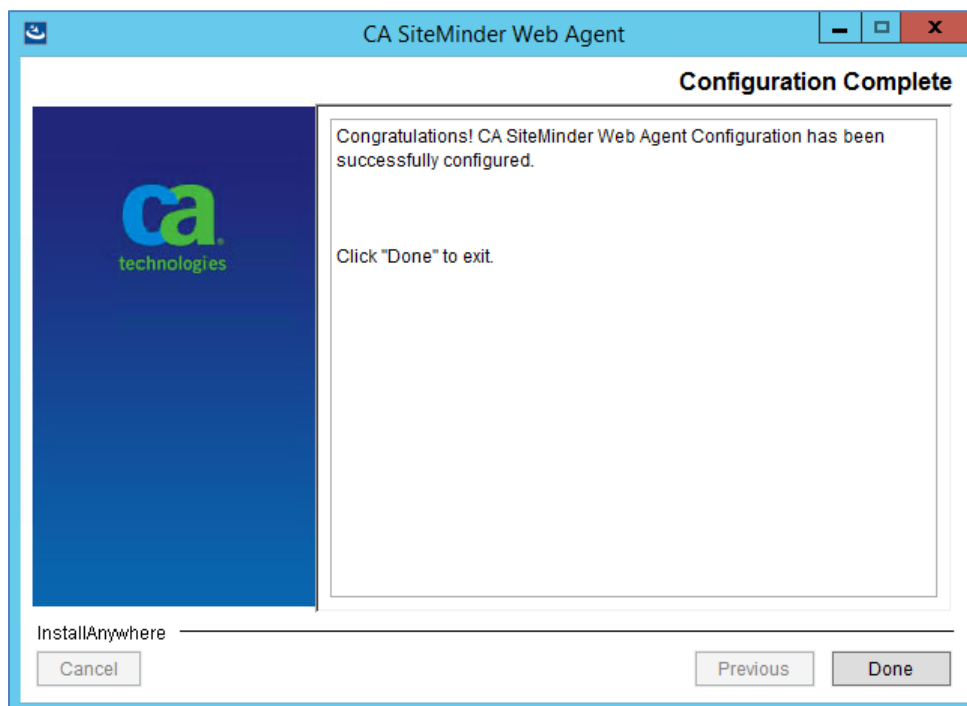 CA SiteMinder Web Agent
Configuration Complete
ca
technologies
Congratulations! CA SiteMinder Web Agent Configuration has been
successfully configured.
Click "Done" to exit.
InstallAnywhere
Cancel
Previous
Done